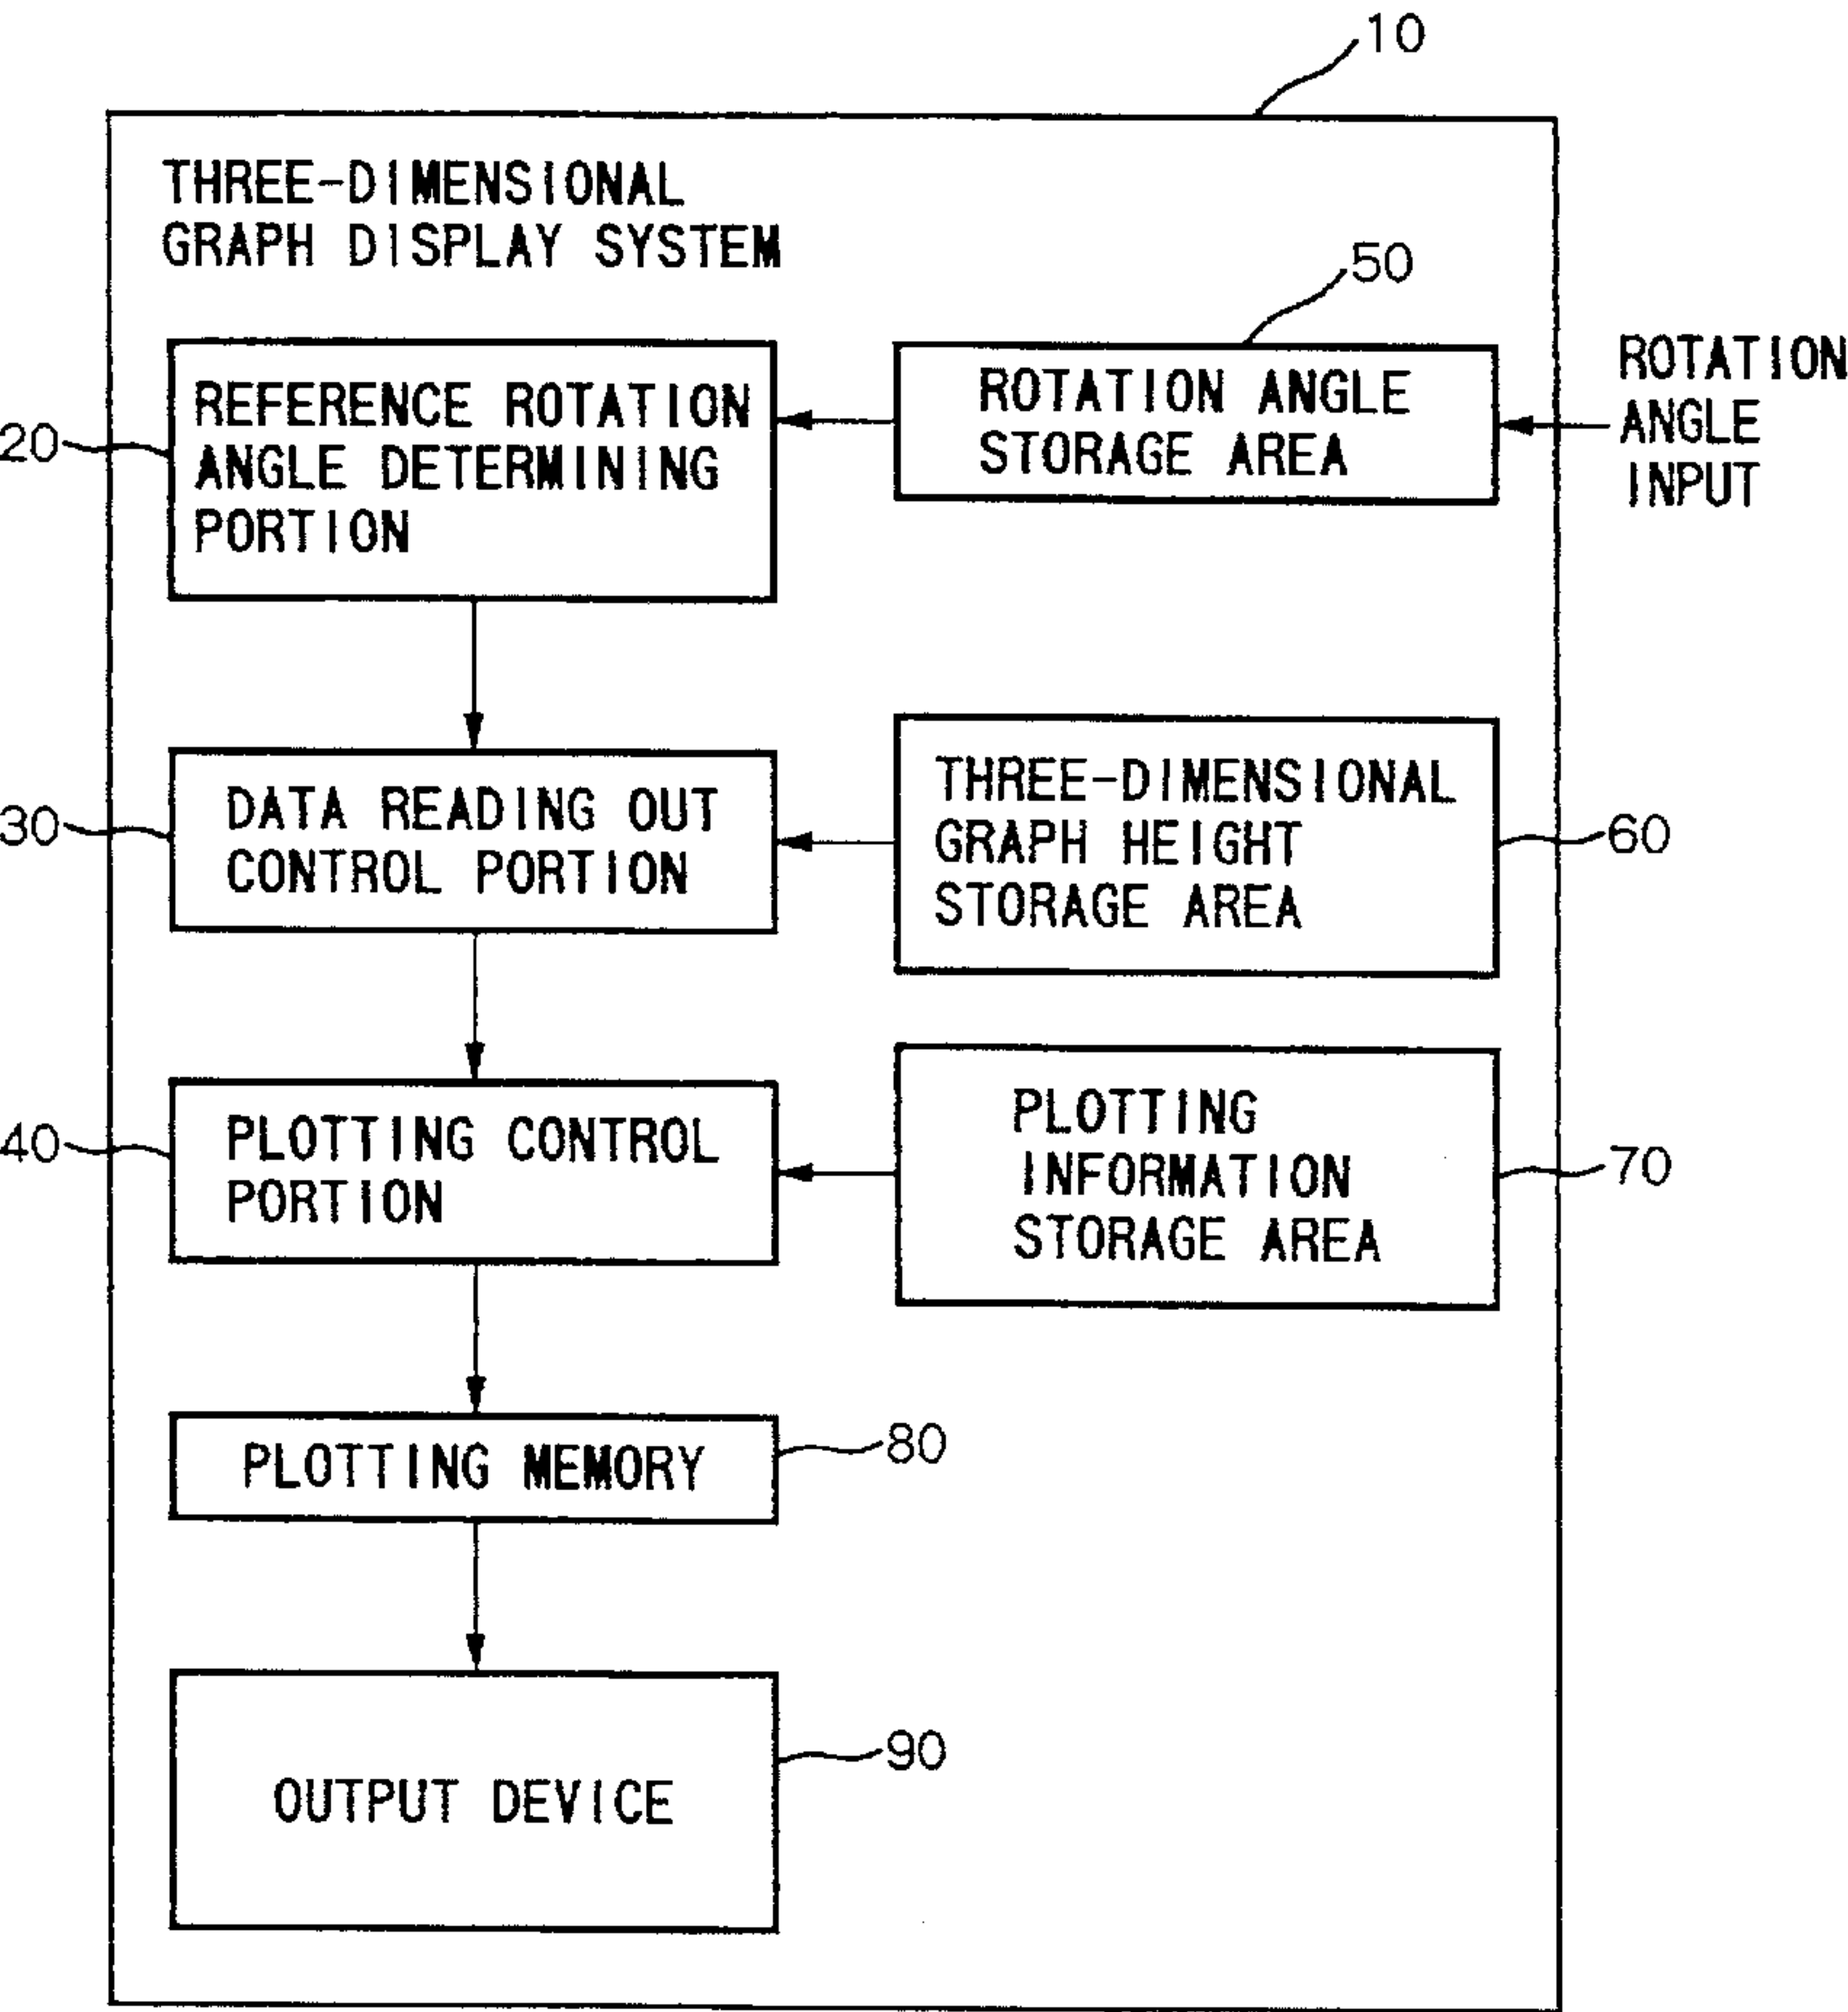 10
THREE-DIMENSIONAL
GRAPH DISPLAY SYSTEM
50
REFERENCE ROTATION
ANGLE DETERMINING
PORTION
20
ROTATION ANGLE
STORAGE AREA
ROTATION
ANGLE
INPUT
30
DATA READING OUT
CONTROL PORTION
THREE-DIMENSIONAL
GRAPH HEIGHT
STORAGE AREA
60
40
PLOTTING CONTROL
PORTION
PLOTTING
INFORMATION
STORAGE AREA
70
PLOTTING MEMORY
80
OUTPUT DEVICE
90